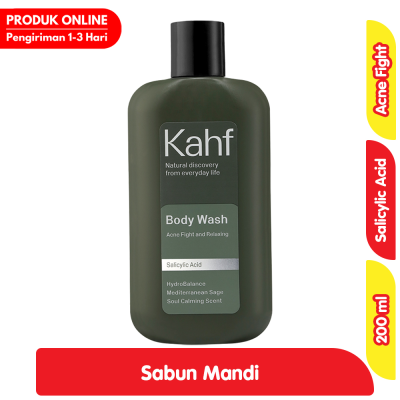 PRODUK ONLINE
Pengiriman 1-3 Hari
Kahf
Natural discovery
from everyday life
Body Wash
Acne Fight and Relaxing
Salicylic Acid
HydroBalance
Mediterranean Sage
Soul Calming Scent
Acne Fight
Salicylic Acid
200 ml
Sabun Mandi